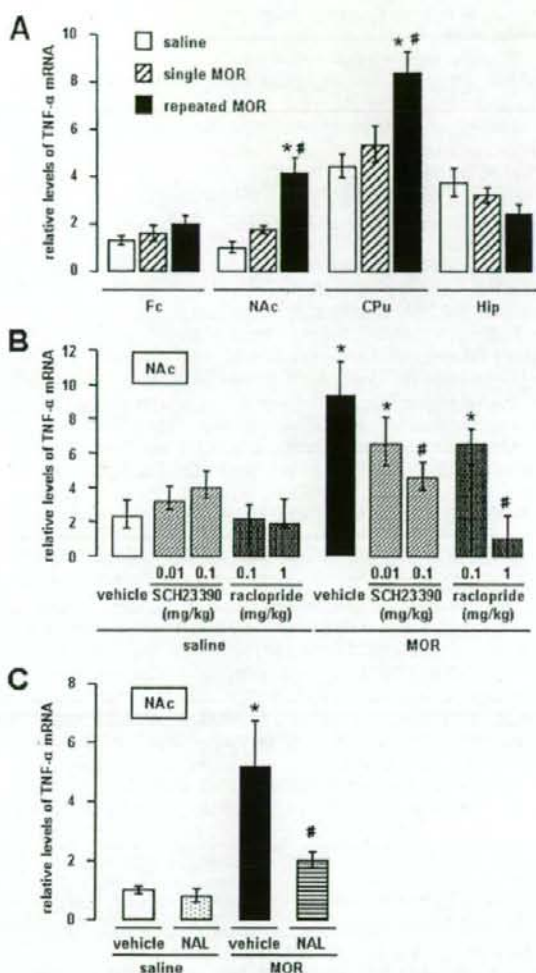 A
relative levels of TNF-α mRNA
10
8
6
4
2
0
saline
single MOR
repeated MOR
* #
* #
Fc NAc CPu Hip
B
relative levels of TNF-α mRNA
12
10
8
6
4
2
0
NAc
*
*
#
*
#
0.01 0.1 0.1 1 0.01 0.1 0.1 1
vehicle SCH23390 raclopride vehicle SCH23390 raclopride
(mg/kg) (mg/kg) (mg/kg) (mg/kg)
saline MOR
C
relative levels of TNF-α mRNA
8
6
4
2
0
NAc
*
#
vehicle NAL vehicle NAL
saline MOR